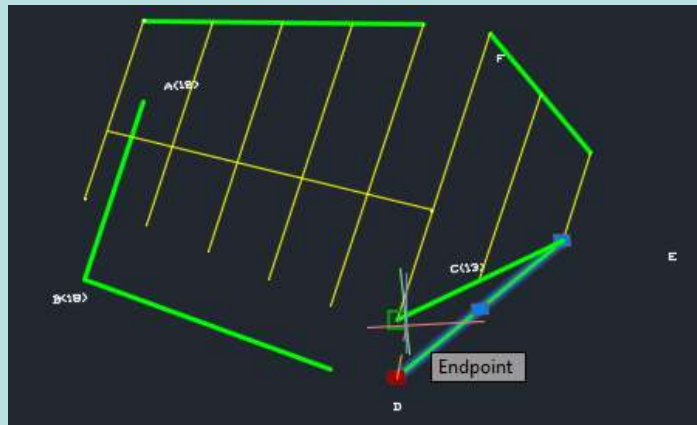 F
A(18)
E
C(13)
B(18)
Endpoint
D